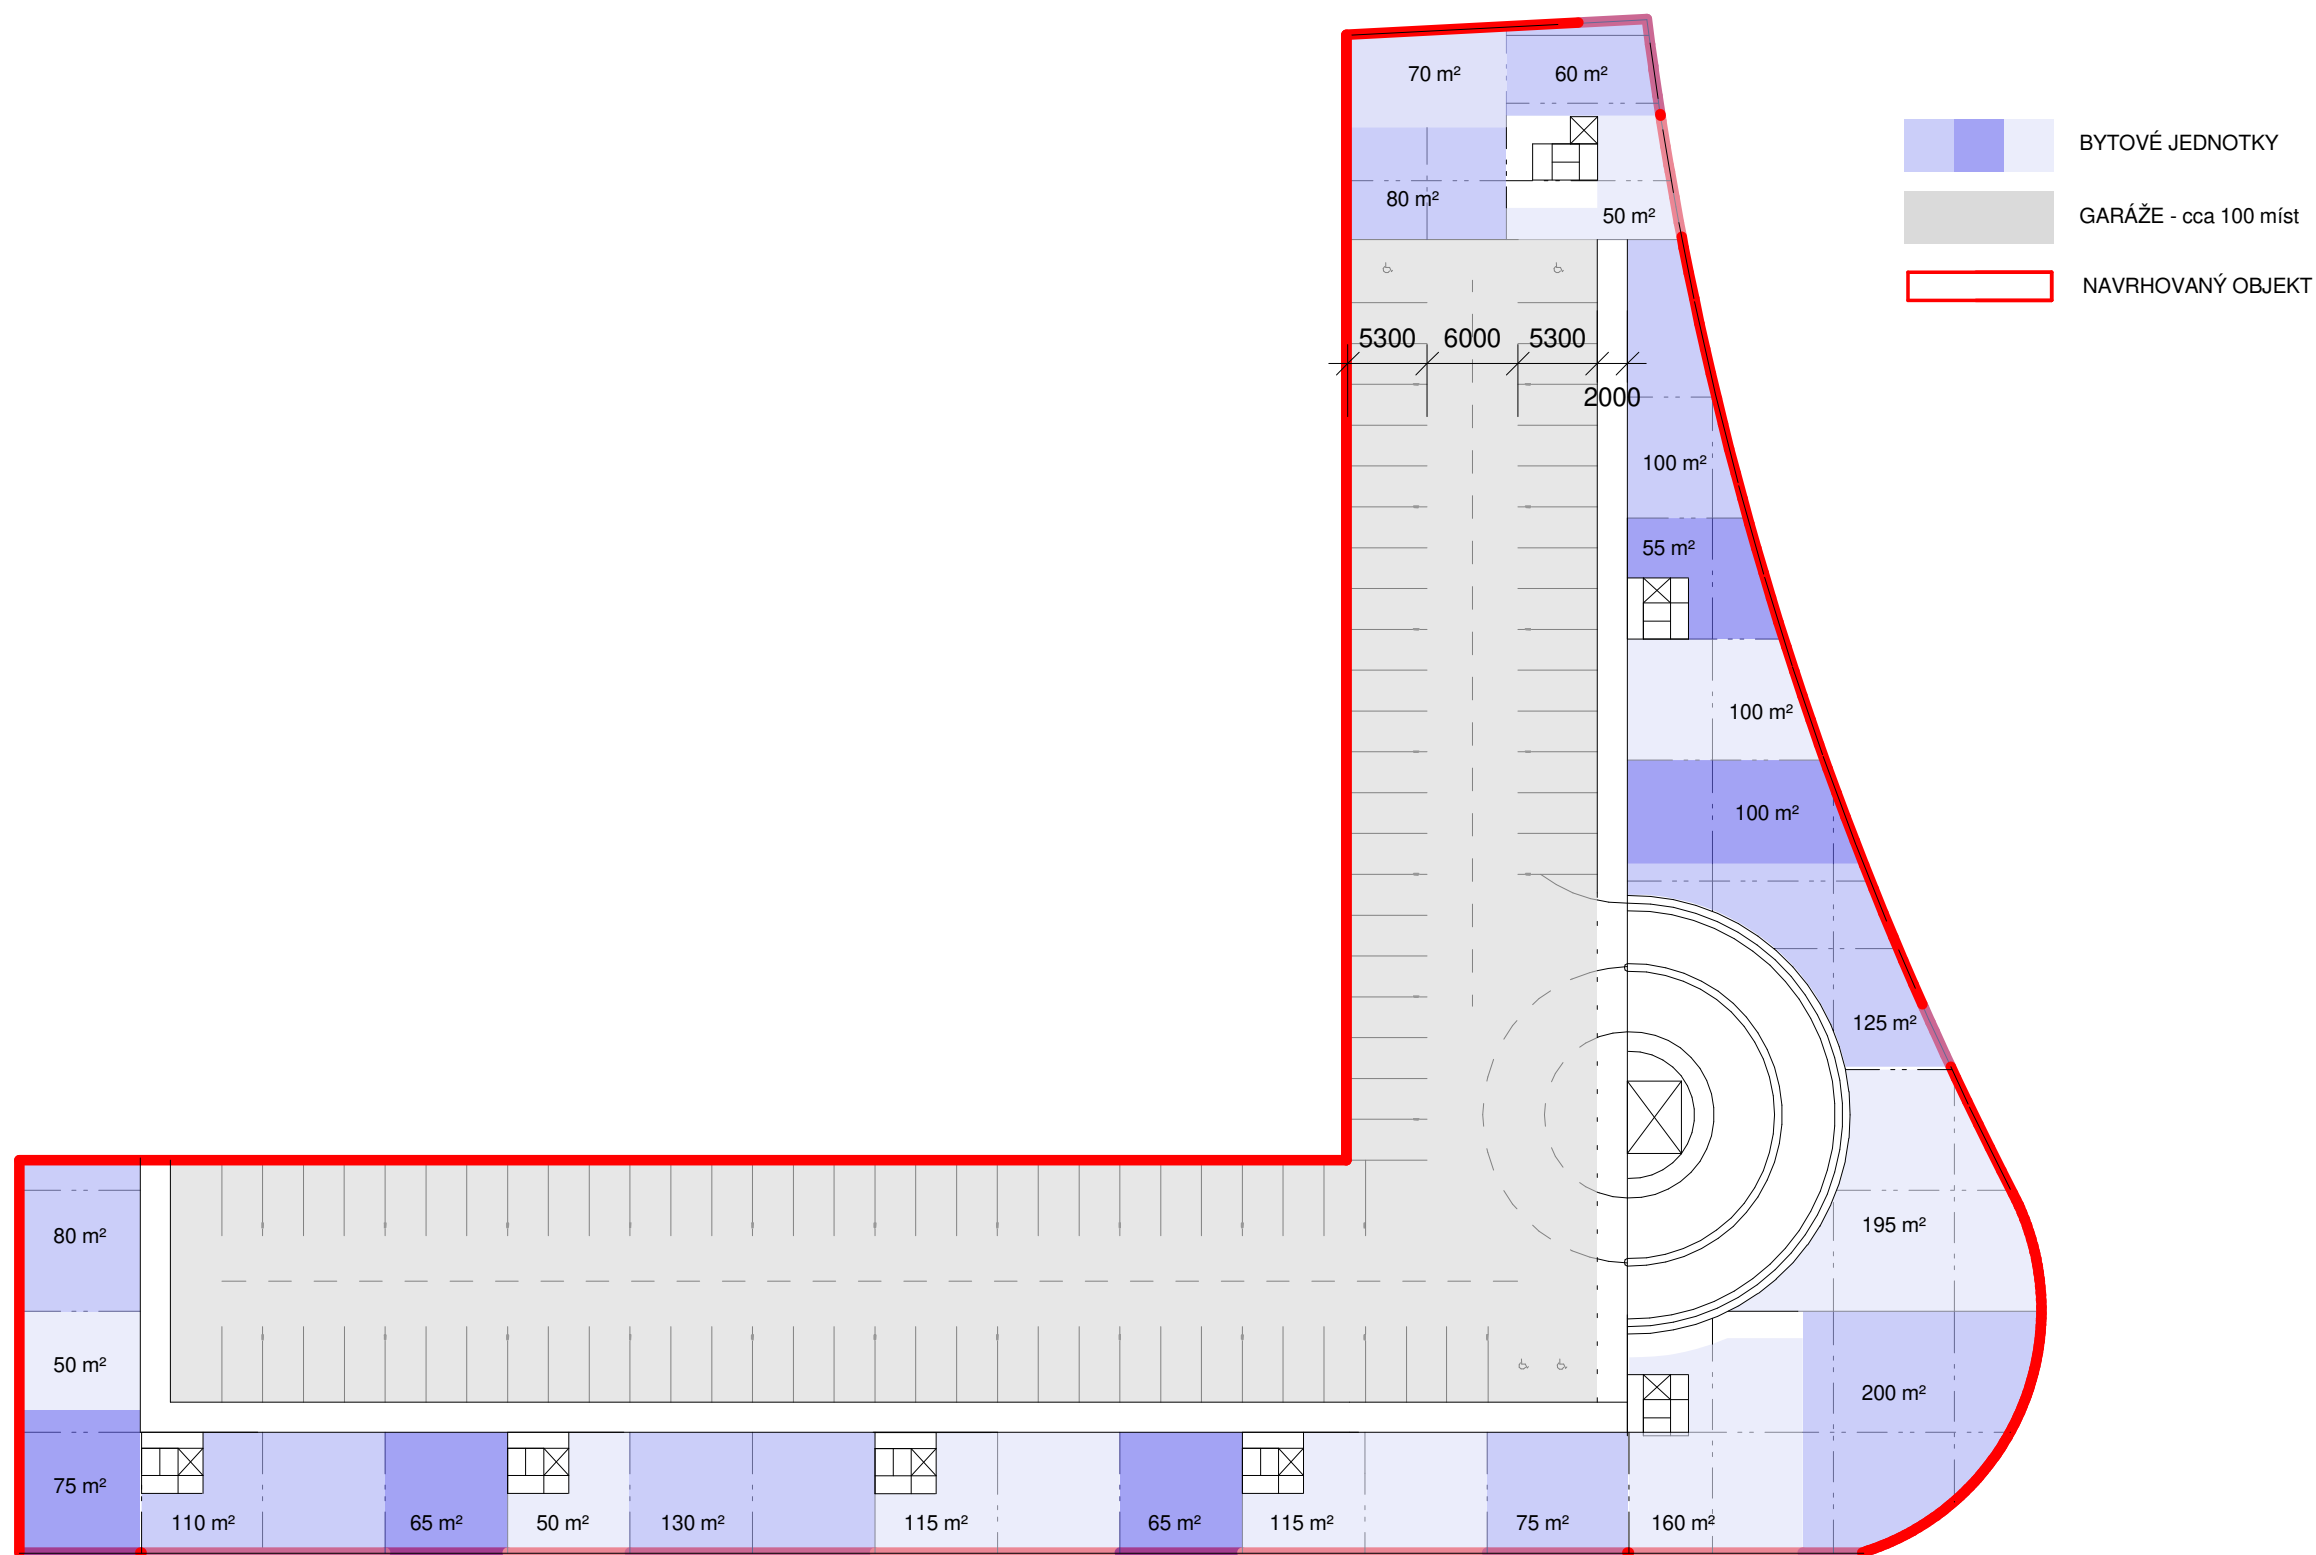 70 m²
60 m²
BYTOVÉ JEDNOTKY
80 m²
50 m²
GARÁŽE - cca 100 míst
NAVRHOVANÝ OBJEKT
5300
6000
5300
2000
100 m²
55 m²
100 m²
100 m²
125 m²
195 m²
80 m²
50 m²
200 m²
75 m²
110 m²
65 m²
50 m²
130 m²
115 m²
65 m²
115 m²
75 m²
160 m²